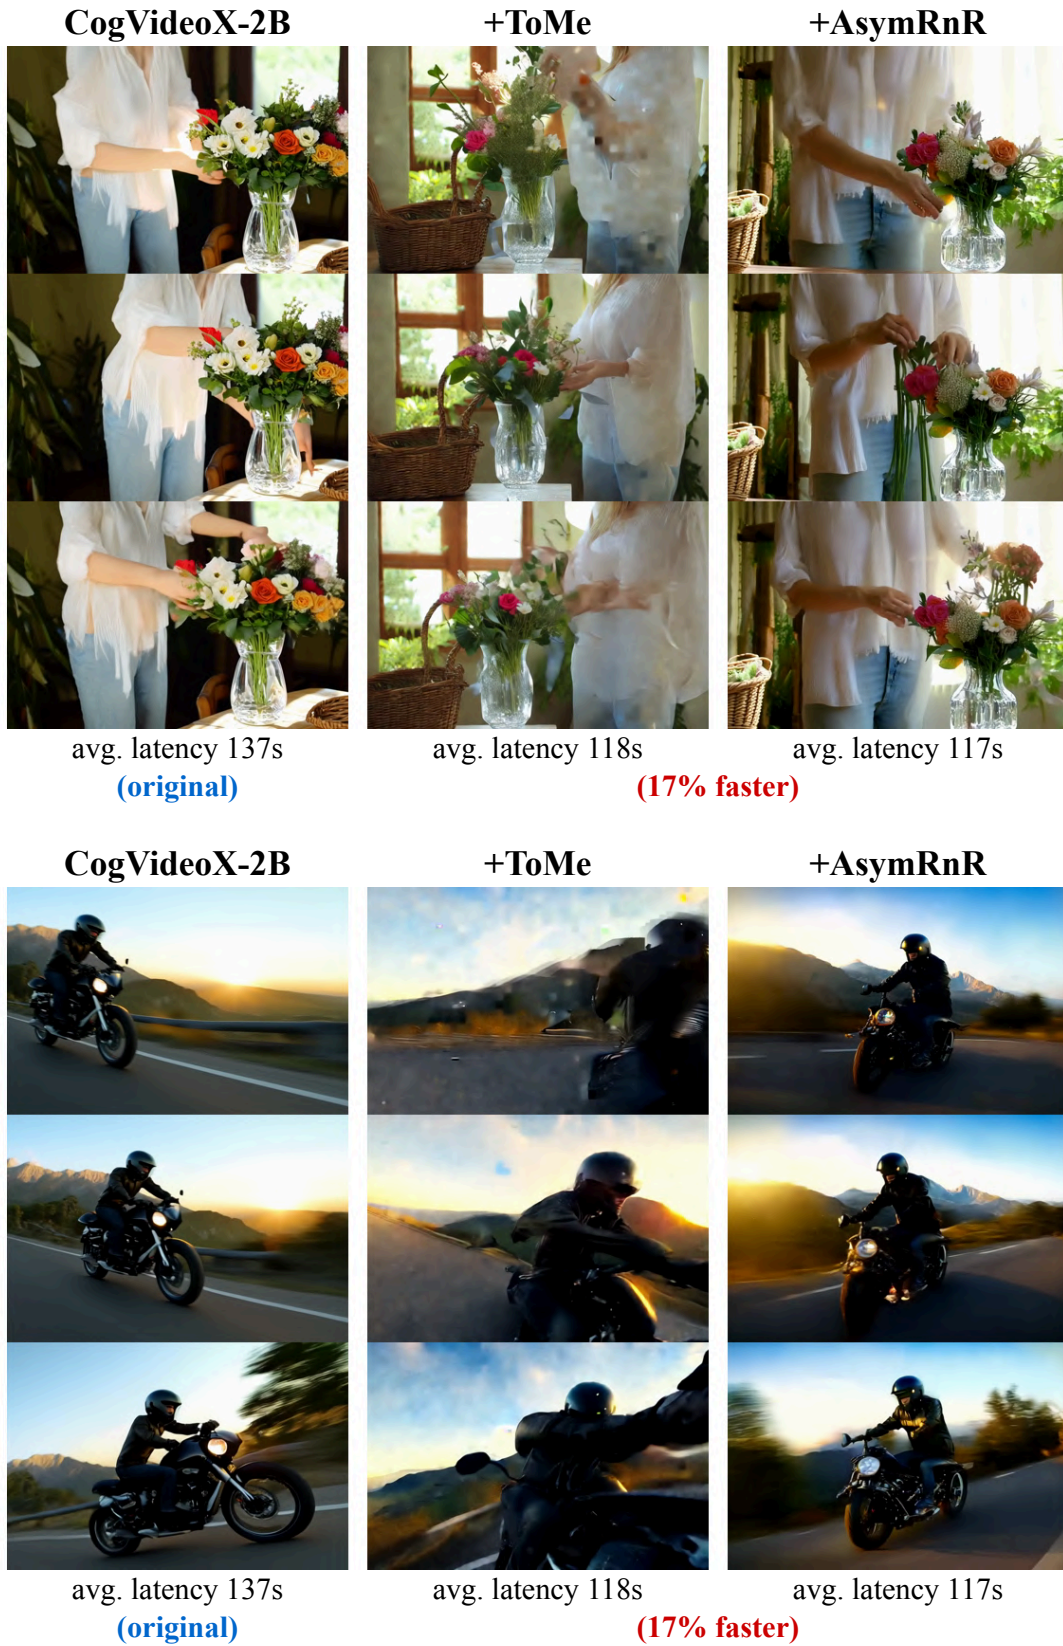 CogVideoX-2B +ToMe +AsymRnR
avg. latency 137s avg. latency 118s avg. latency 117s
(original) (17% faster)
CogVideoX-2B +ToMe +AsymRnR
avg. latency 137s avg. latency 118s avg. latency 117s
(original) (17% faster)